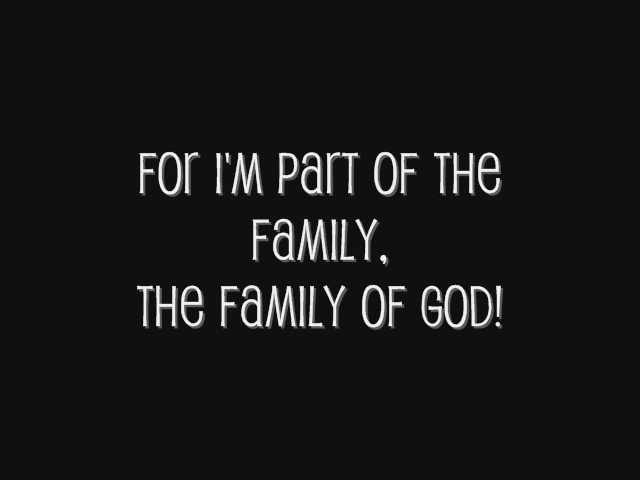 For I'm Part of the
Family,
The Family of God!